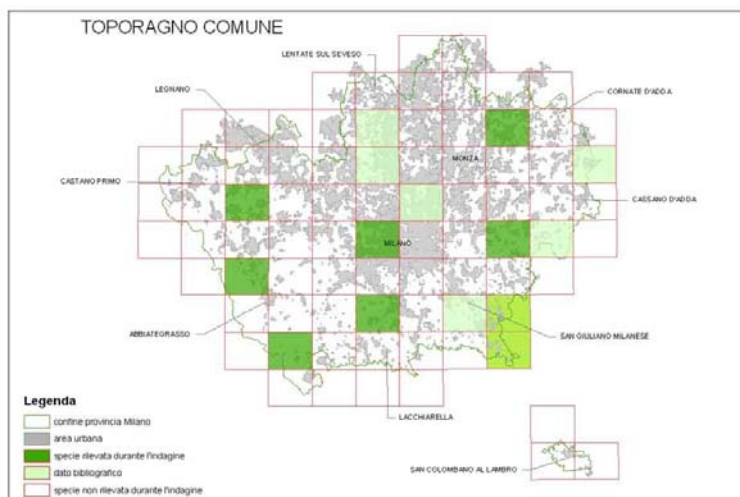 TOPORAGNO COMUNE
LENTATE SUL SEVESO
LEGNANO
CORNATE D'ADDA
MONZA
CASTANO PRIMO
CASSANO D'ADDA
MILANO
ABBIATEGRASSO
SAN GIULIANO MILANESE
LACCHIARELLA
SAN COLOMBANO AL LAMBRO
Legenda
confine provincia Milano
area urbana
specie rilevata durante l'indagine
dato bibliografico
specie non rilevata durante l'indagine